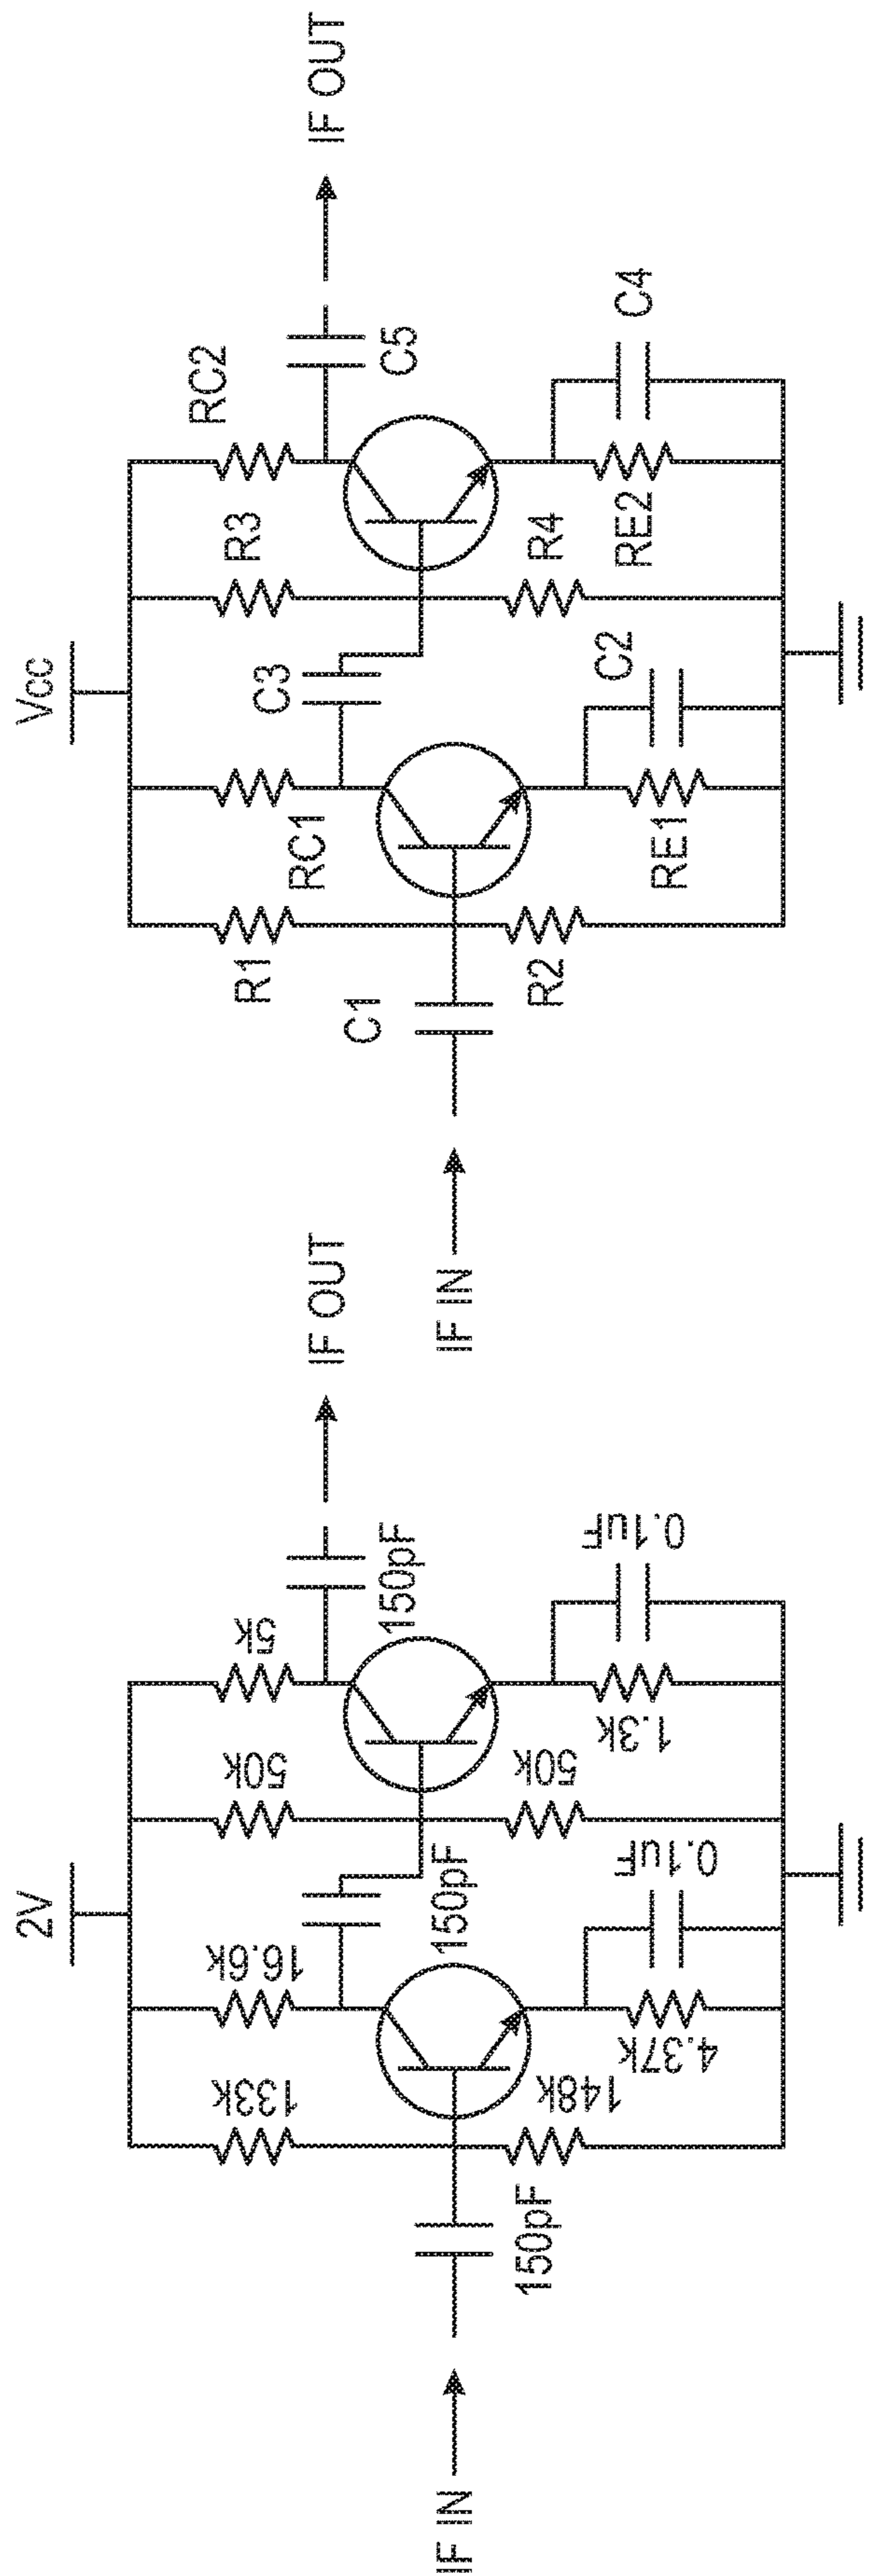 2V
133k
16.6k
50k
5k
150pF
150pF
150pF
IF IN
IF OUT
148k
4.37k
0.1uF
50k
1.3k
0.1uF
Vcc
R1
RC1
C3
R3
RC2
C1
C5
IF IN
IF OUT
R2
RE1
C2
R4
RE2
C4